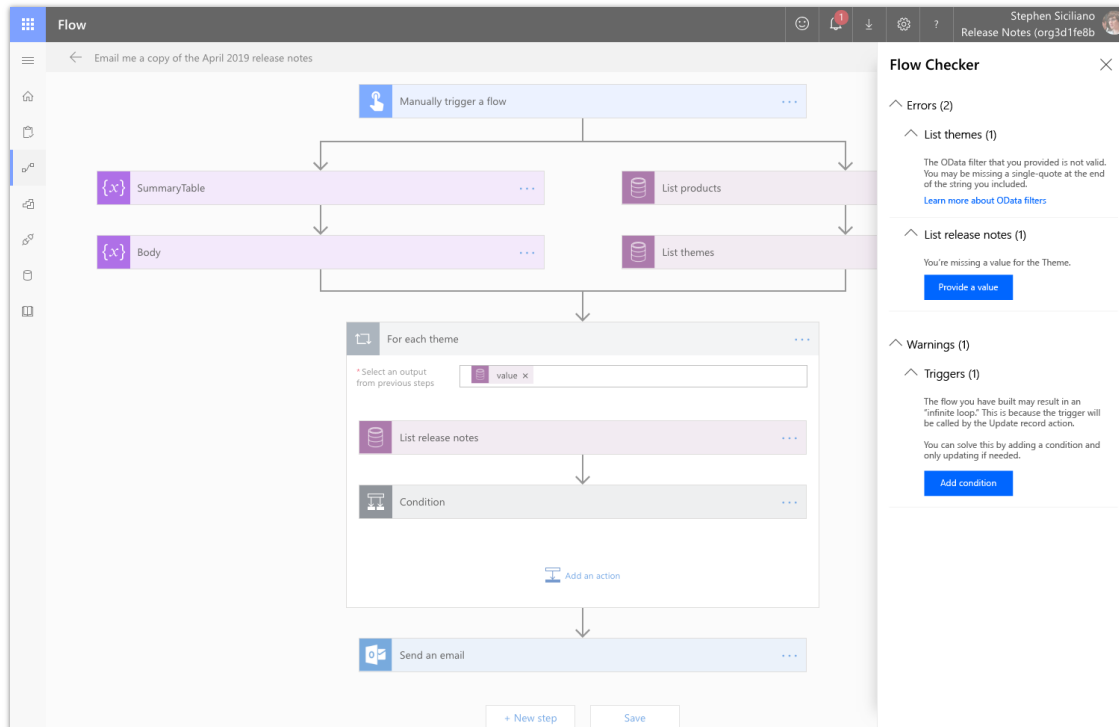 Flow
1
?
Stephen Siciliano
Release Notes (org3d1fe8b
Email me a copy of the April 2019 release notes
Manually trigger a flow
{x} SummaryTable
List products
{x} Body
List themes
For each theme
*Select an output
from previous steps
value ×
List release notes
Condition
Add an action
Send an email
+ New step
Save
Flow Checker
Errors (2)
List themes (1)
The OData filter that you provided is not valid.
You may be missing a single-quote at the end
of the string you included.
Learn more about OData filters
List release notes (1)
You're missing a value for the Theme.
Provide a value
Warnings (1)
Triggers (1)
The flow you have built may result in an
"infinite loop." This is because the trigger will
be called by the Update record action.
You can solve this by adding a condition and
only updating if needed.
Add condition